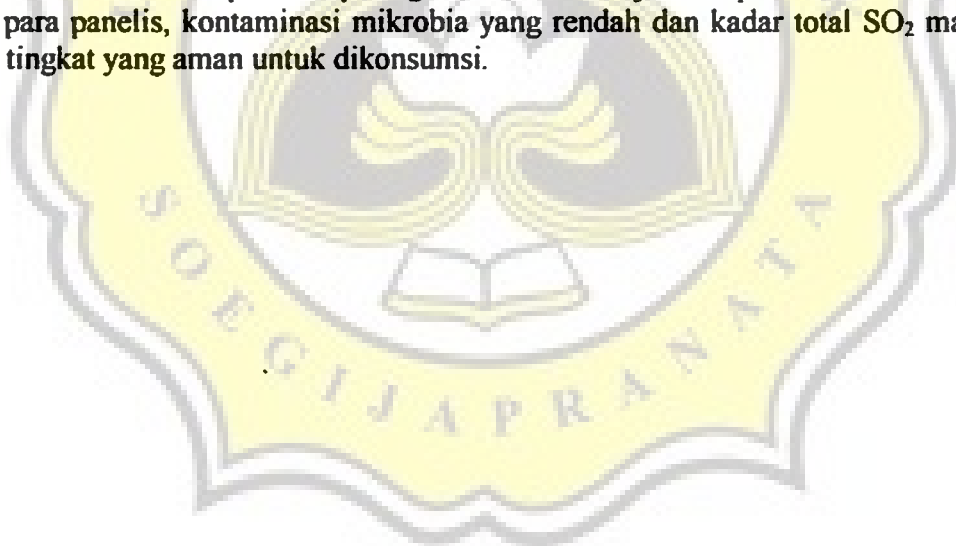 para panelis, kontaminasi mikrobia yang rendah dan kadar total SO₂ ma
tingkat yang aman untuk dikonsumsi.
SOEGIJAPRANATA